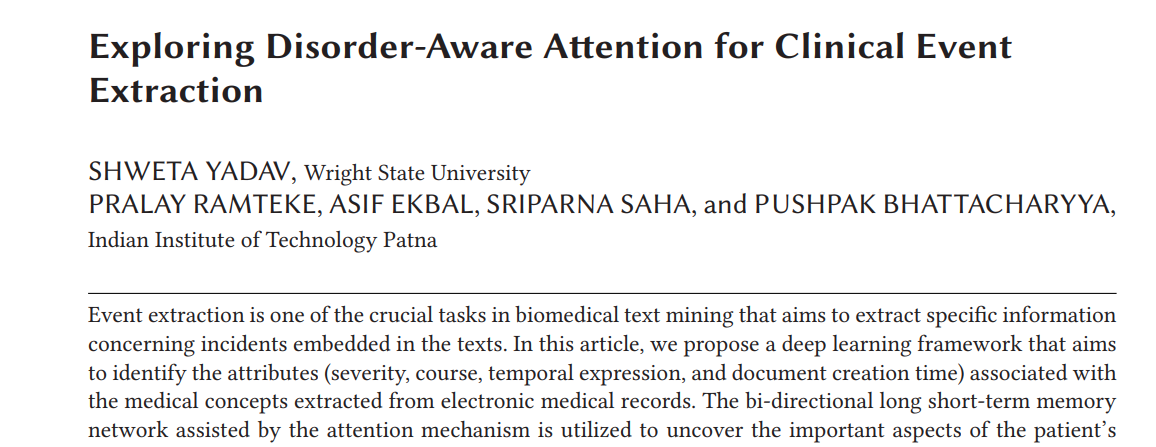 Exploring Disorder-Aware Attention for Clinical Event
Extraction
SHWETA YADAV, Wright State University
PRALAY RAMTEKE, ASIF EKBAL, SRIPARNA SAHA, and PUSHPAK BHATTACHARYYA,
Indian Institute of Technology Patna
Event extraction is one of the crucial tasks in biomedical text mining that aims to extract specific information
concerning incidents embedded in the texts. In this article, we propose a deep learning framework that aims
to identify the attributes (severity, course, temporal expression, and document creation time) associated with
the medical concepts extracted from electronic medical records. The bi-directional long short-term memory
network assisted by the attention mechanism is utilized to uncover the important aspects of the patient’s